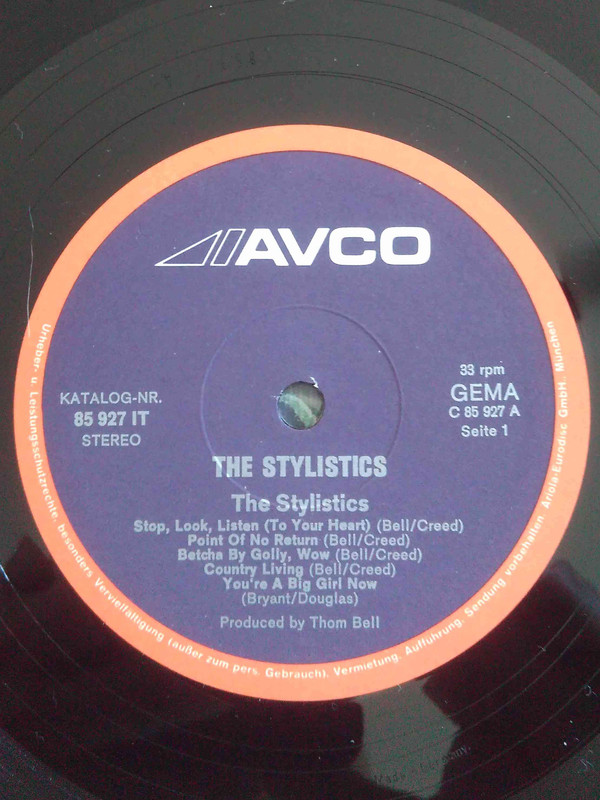 AVCO
KATALOG-NR.
85 927 IT
STEREO
33 rpm
GEMA
C 85 927 A
Seite 1
THE STYLISTICS
The Stylistics
Stop, Look, Listen (To Your Heart) (Bell/Creed)
Point Of No Return (Bell/Creed)
Betcha By Golly, Wow (Bell/Creed)
Country Living (Bell/Creed)
You're A Big Girl Now
(Bryant/Douglas)
Produced by Thom Bell
Urheber- u. Leistungsschutzrechte, besonders Vervielfältigung (außer zum pers. Gebrauch), Vermietung, Aufführung, Sendung vorbehalten. Ariola-Eurodisc GmbH, München